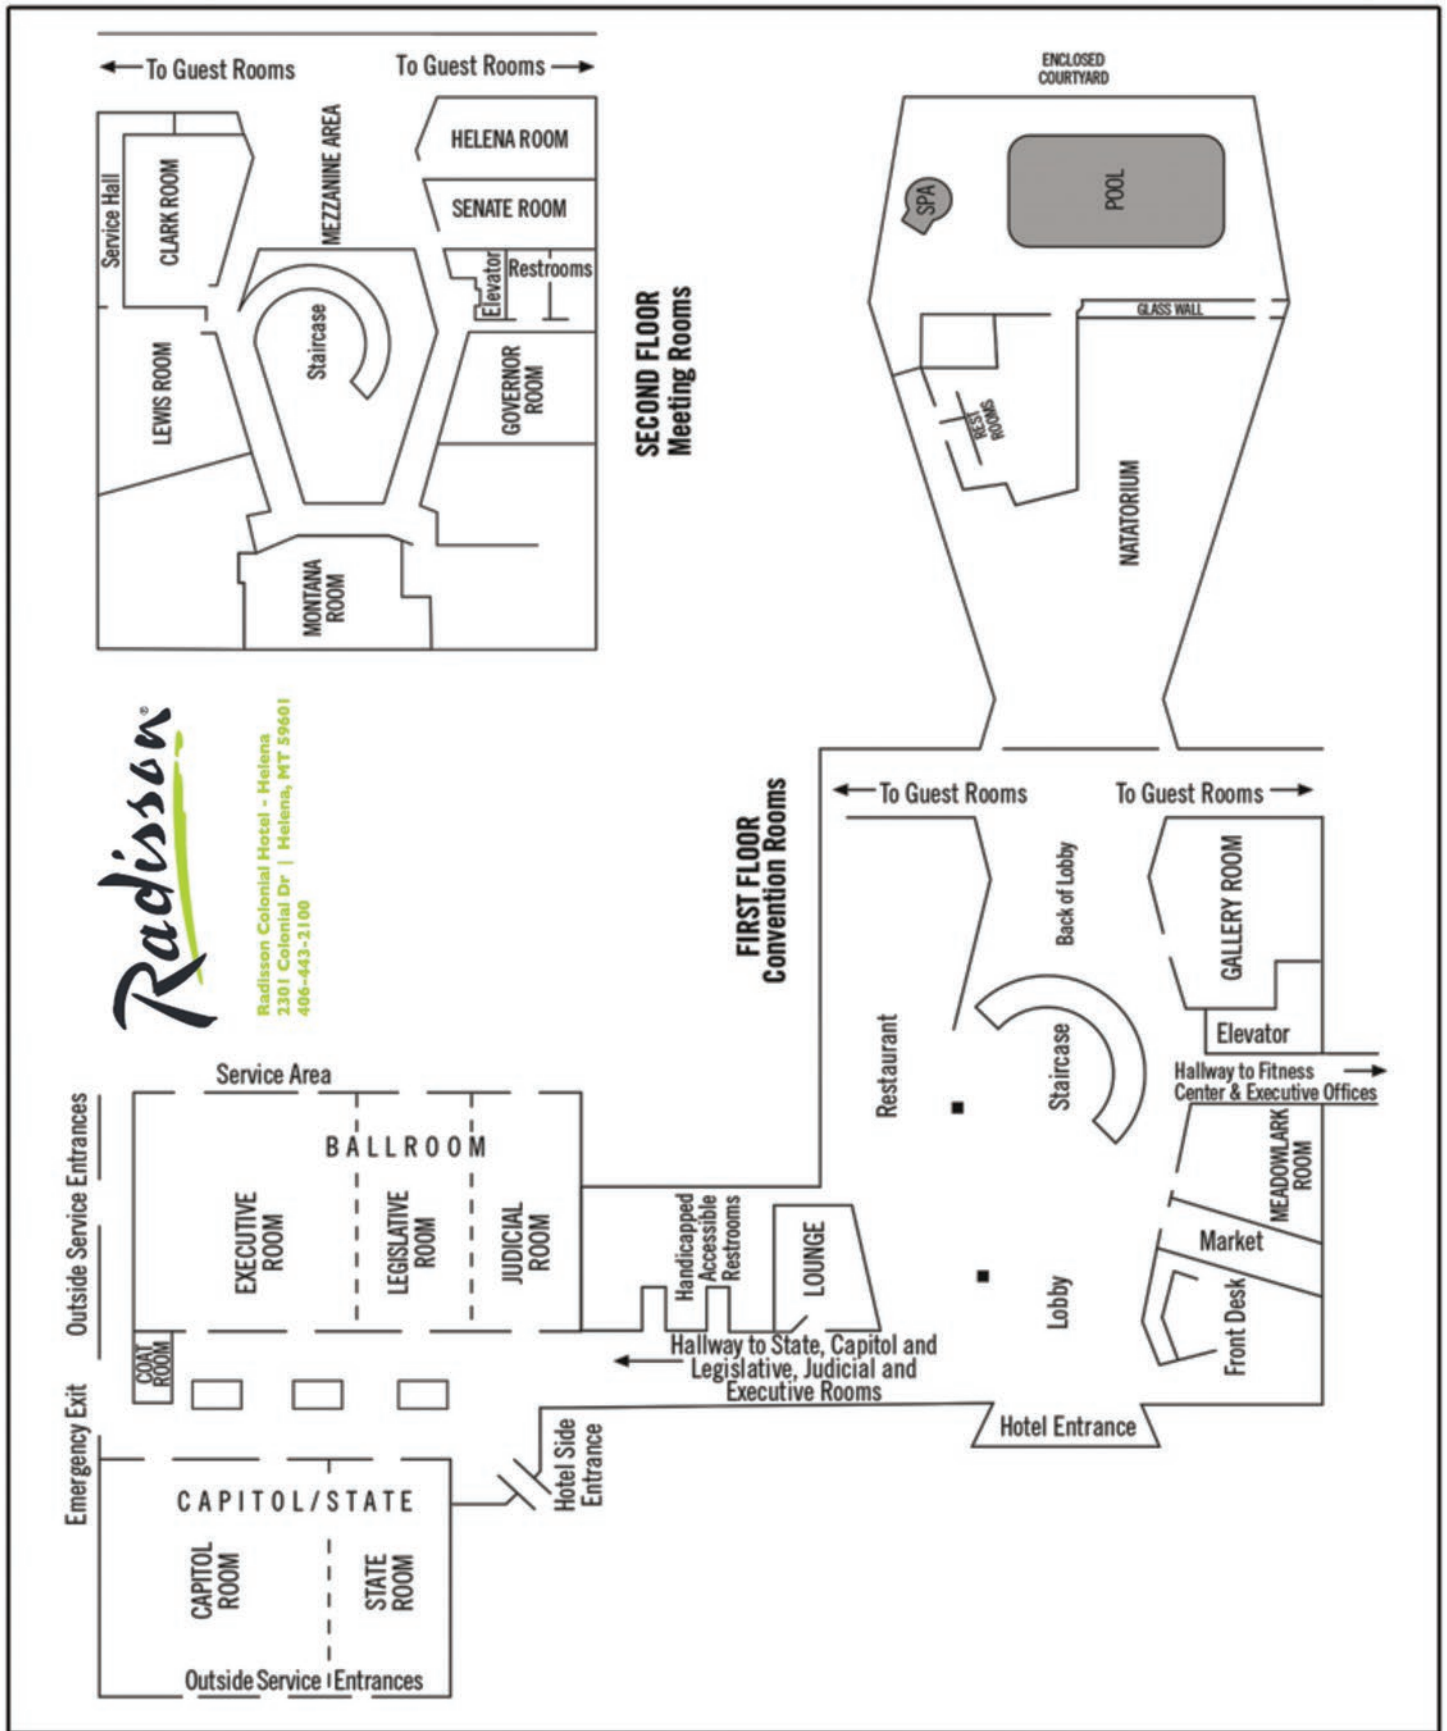 To Guest Rooms
To Guest Rooms
Service Hall
CLARK ROOM
MEZZANINE AREA
HELENA ROOM
SENATE ROOM
Elevator
Restrooms
LEWIS ROOM
Staircase
GOVERNOR
ROOM
MONTANA
ROOM
SECOND FLOOR
Meeting Rooms
ENCLOSED
COURTYARD
SPA
POOL
GLASS WALL
REST
ROOMS
NATATORIUM
Radisson®
Radisson Colonial Hotel - Helena
2301 Colonial Dr | Helena, MT 59601
406-443-2100
FIRST FLOOR
Convention Rooms
To Guest Rooms
To Guest Rooms
Back of Lobby
GALLERY ROOM
Restaurant
Staircase
Elevator
Hallway to Fitness
Center & Executive Offices
MEADOWLARK
ROOM
Market
Lobby
Front Desk
Hotel Entrance
Service Area
Outside Service Entrances
BALLROOM
EXECUTIVE
ROOM
LEGISLATIVE
ROOM
JUDICIAL
ROOM
Handicapped
Accessible
Restrooms
LOUNGE
COAT
ROOM
Hallway to State, Capitol and
Legislative, Judicial and
Executive Rooms
Emergency Exit
Hotel Side
Entrance
CAPITOL/STATE
CAPITOL
ROOM
STATE
ROOM
Outside Service Entrances